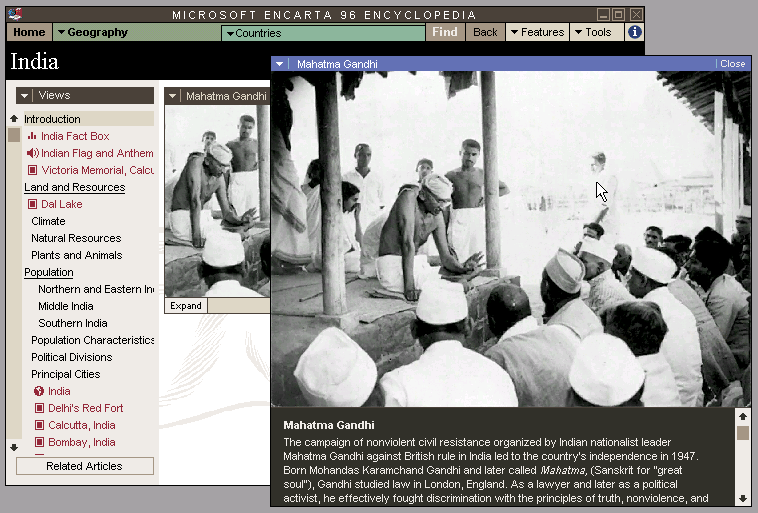 MICROSOFT ENCARTA 96 ENCYCLOPEDIA
Home
Geography
Countries
Find
Back
Features
Tools
India
Views
Introduction
India Fact Box
Indian Flag and Anthem
Victoria Memorial, Calcu
Land and Resources
Dal Lake
Climate
Natural Resources
Plants and Animals
Population
Northern and Eastern In
Middle India
Southern India
Population Characteristics
Political Divisions
Principal Cities
India
Delhi's Red Fort
Calcutta, India
Bombay, India
Related Articles
Mahatma Gandhi
Expand
Mahatma Gandhi
Close
Mahatma Gandhi
The campaign of nonviolent civil resistance organized by Indian nationalist leader
Mahatma Gandhi against British rule in India led to the country's independence in 1947.
Born Mohandas Karamchand Gandhi and later called Mahatma, (Sanskrit for "great
soul"), Gandhi studied law in London, England. As a lawyer and later as a political
activist, he effectively fought discrimination with the principles of truth, nonviolence, and